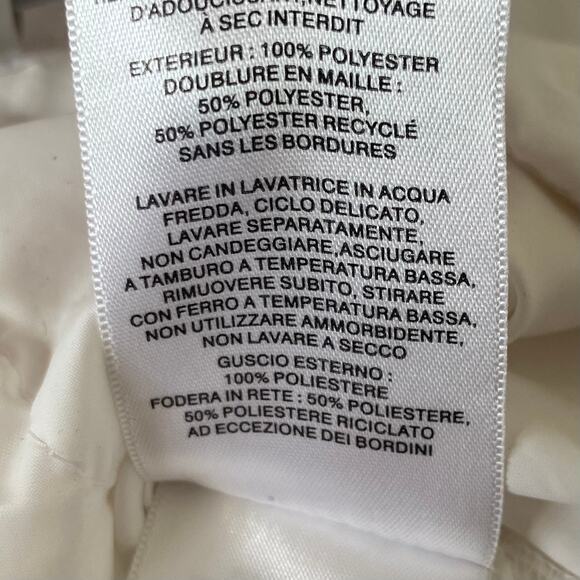 D'ADOUCISSANT, NETTOYAGE
À SEC INTERDIT
EXTERIEUR : 100% POLYESTER
DOUBLURE EN MAILLE :
50% POLYESTER,
50% POLYESTER RECYCLÉ
SANS LES BORDURES
LAVARE IN LAVATRICE IN ACQUA
FREDDA, CICLO DELICATO,
LAVARE SEPARATAMENTE,
NON CANDEGGIARE,ASCIUGARE
A TAMBURO A TEMPERATURA BASSA,
RIMUOVERE SUBITO, STIRARE
CON FERRO A TEMPERATURA BASSA,
NON UTILIZZARE AMMORBIDENTE,
NON LAVARE A SECCO
GUSCIO ESTERNO :
100% POLIESTERE
FODERA IN RETE : 50% POLIESTERE,
50% POLIESTERE RICICLATO
AD ECCEZIONE DEI BORDINI